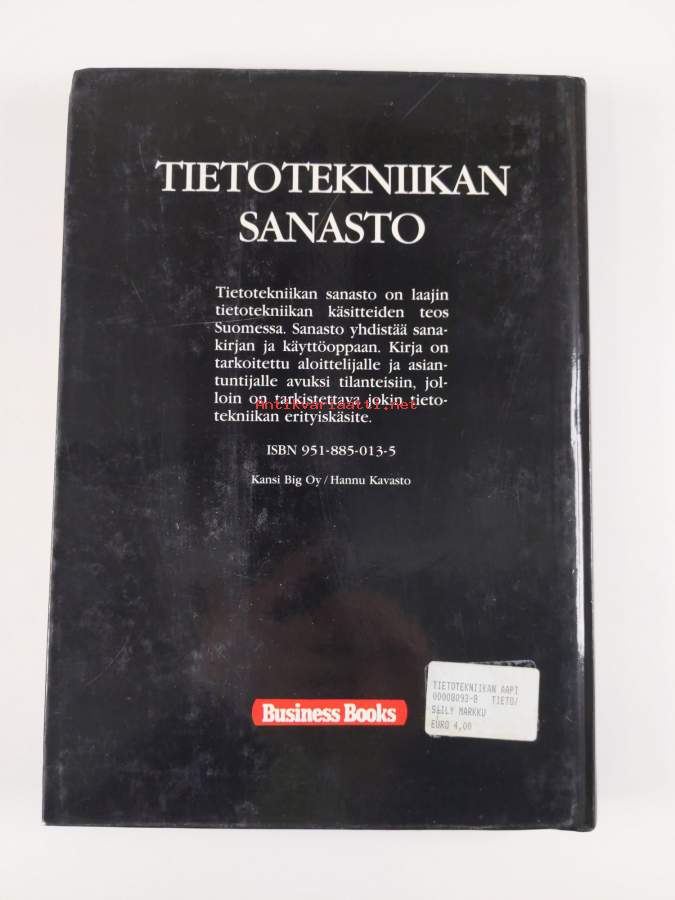 TIETOTEKNIIKAN
SANASTO
Tietotekniikan sanasto on laajin
tietotekniikan käsitteiden teos
Suomessa. Sanasto yhdistää sana-
kirjan ja käyttöoppaan. Kirja on
tarkoitettu aloittelijalle ja asian-
tuntijalle avuksi tilanteisiin, jol-
loin on tarkistettava jokin tieto-
Antikvariaatti.net
tekniikan erityiskäsite.
ISBN 951-885-013-5
Kansi Big Oy / Hannu Kavasto
Business Books
TIETOTEKNIIKAN AAPI
00008093-8 TIETO/
SLILY MARKKU
EURO 4,00